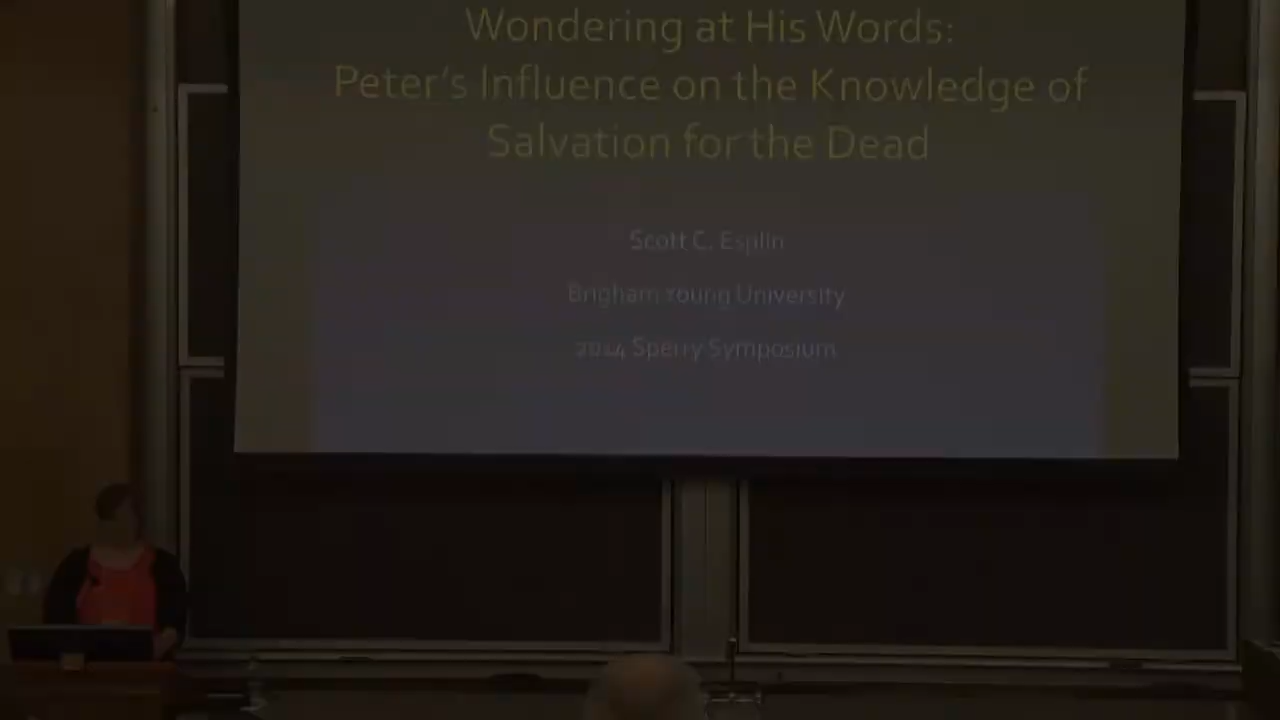 Wondering at His Words:
Peter's Influence on the Knowledge of
Salvation for the Dead
Scott C. Esplin
Brigham Young University
2014 Sperry Symposium